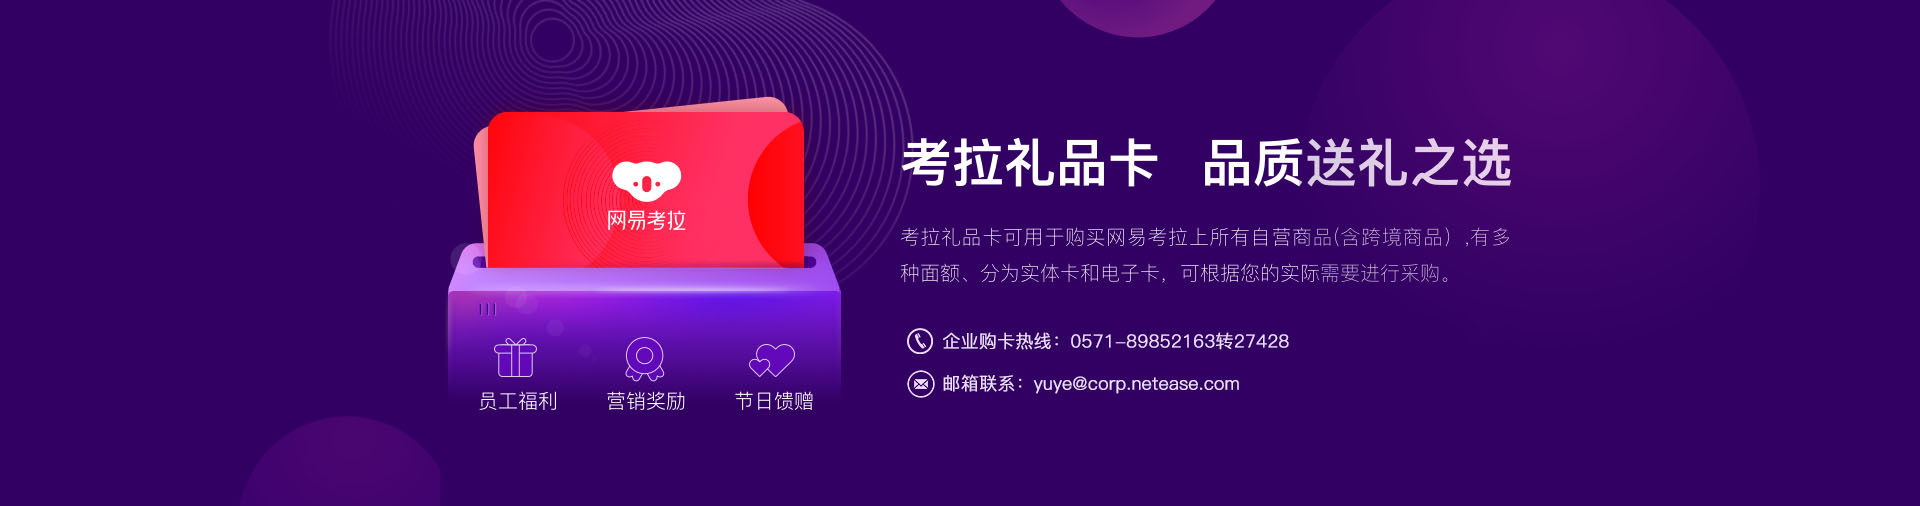 网易考拉
员工福利
营销奖励
节日馈赠
考拉礼品卡 品质送礼之选
考拉礼品卡可用于购买网易考拉上所有自营商品(含跨境商品）,有多
种面额、分为实体卡和电子卡，可根据您的实际需要进行采购。
企业购卡热线：0571-89852163转27428
邮箱联系：yuye@corp.netease.com